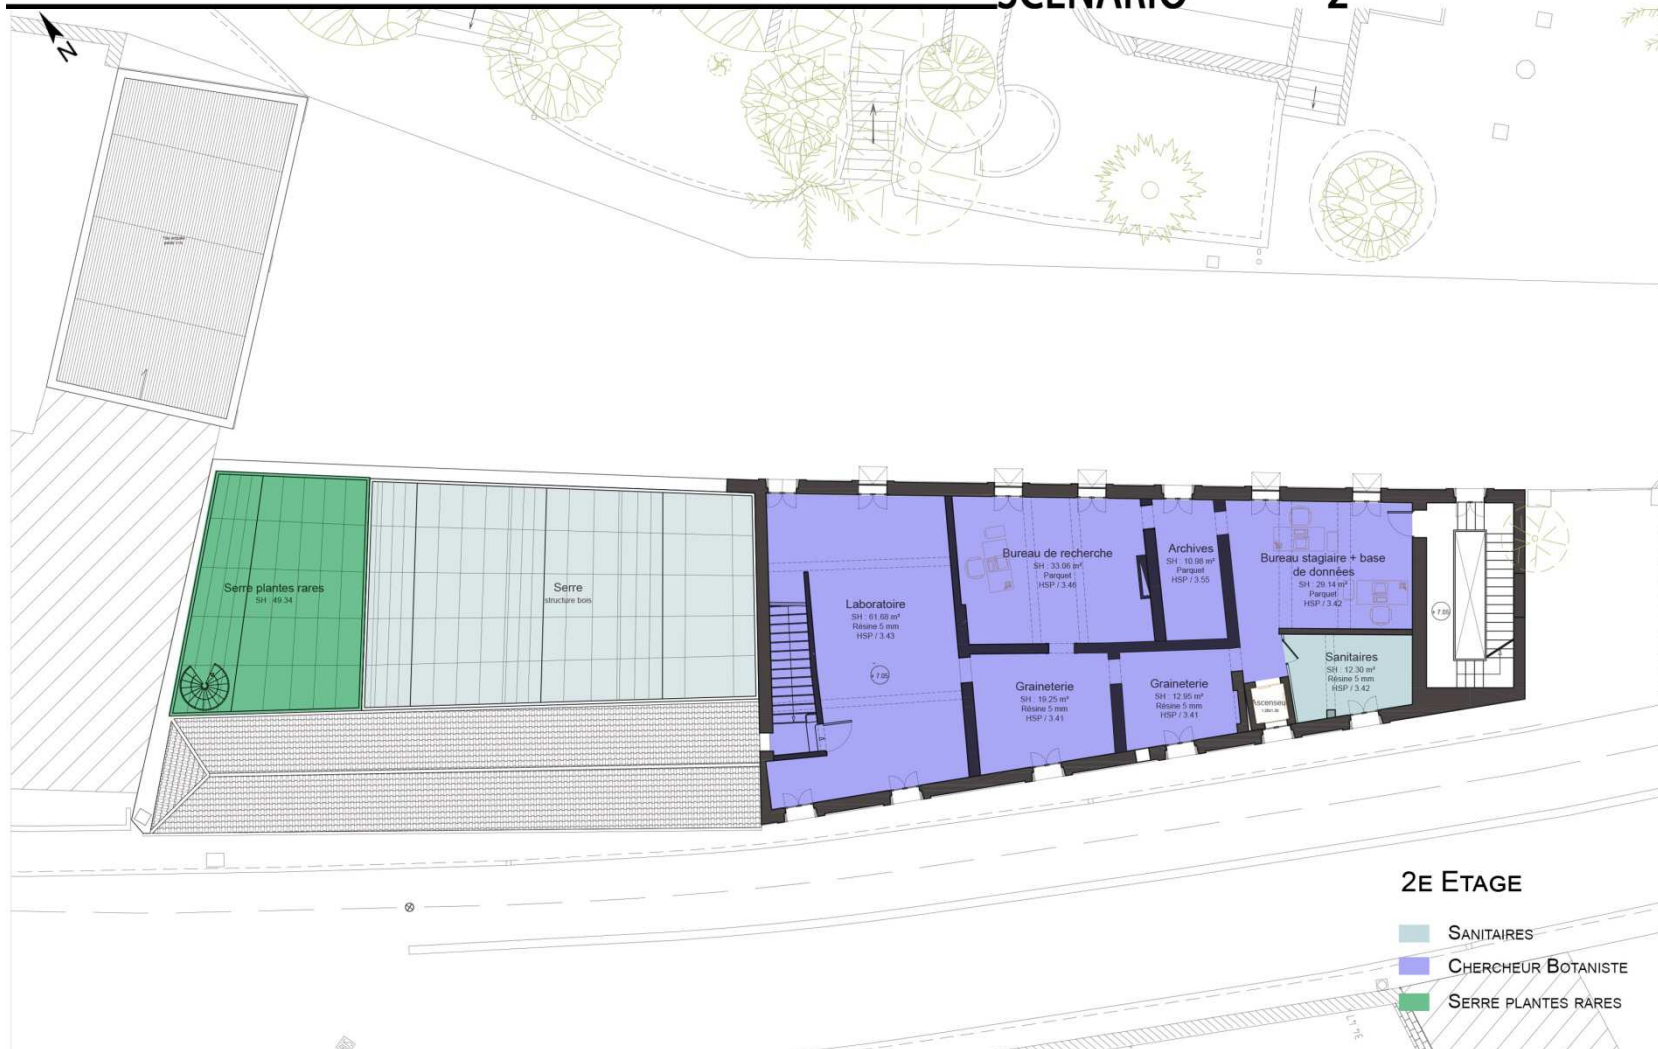 SCENARIO 2
N
Serre plantes rares
SH : 49.34
Serre
structure bois
Laboratoire
SH : 61.68 m²
Résine 5 mm
HSP / 3.43
+ 7.05
Bureau de recherche
SH : 33.06 m²
Parquet
HSP / 3.46
Archives
SH : 10.98 m²
Parquet
HSP / 3.55
Bureau stagiaire + base
de données
SH : 29.14 m²
Parquet
HSP / 3.42
+ 7.05
Graineterie
SH : 19.25 m²
Résine 5 mm
HSP / 3.41
Graineterie
SH : 12.95 m²
Résine 5 mm
HSP / 3.41
Ascenseur
Sanitaires
SH : 12.30 m²
Résine 5 mm
HSP / 3.42
2E ETAGE
SANITAIRES
CHERCHEUR BOTANISTE
SERRE PLANTES RARES